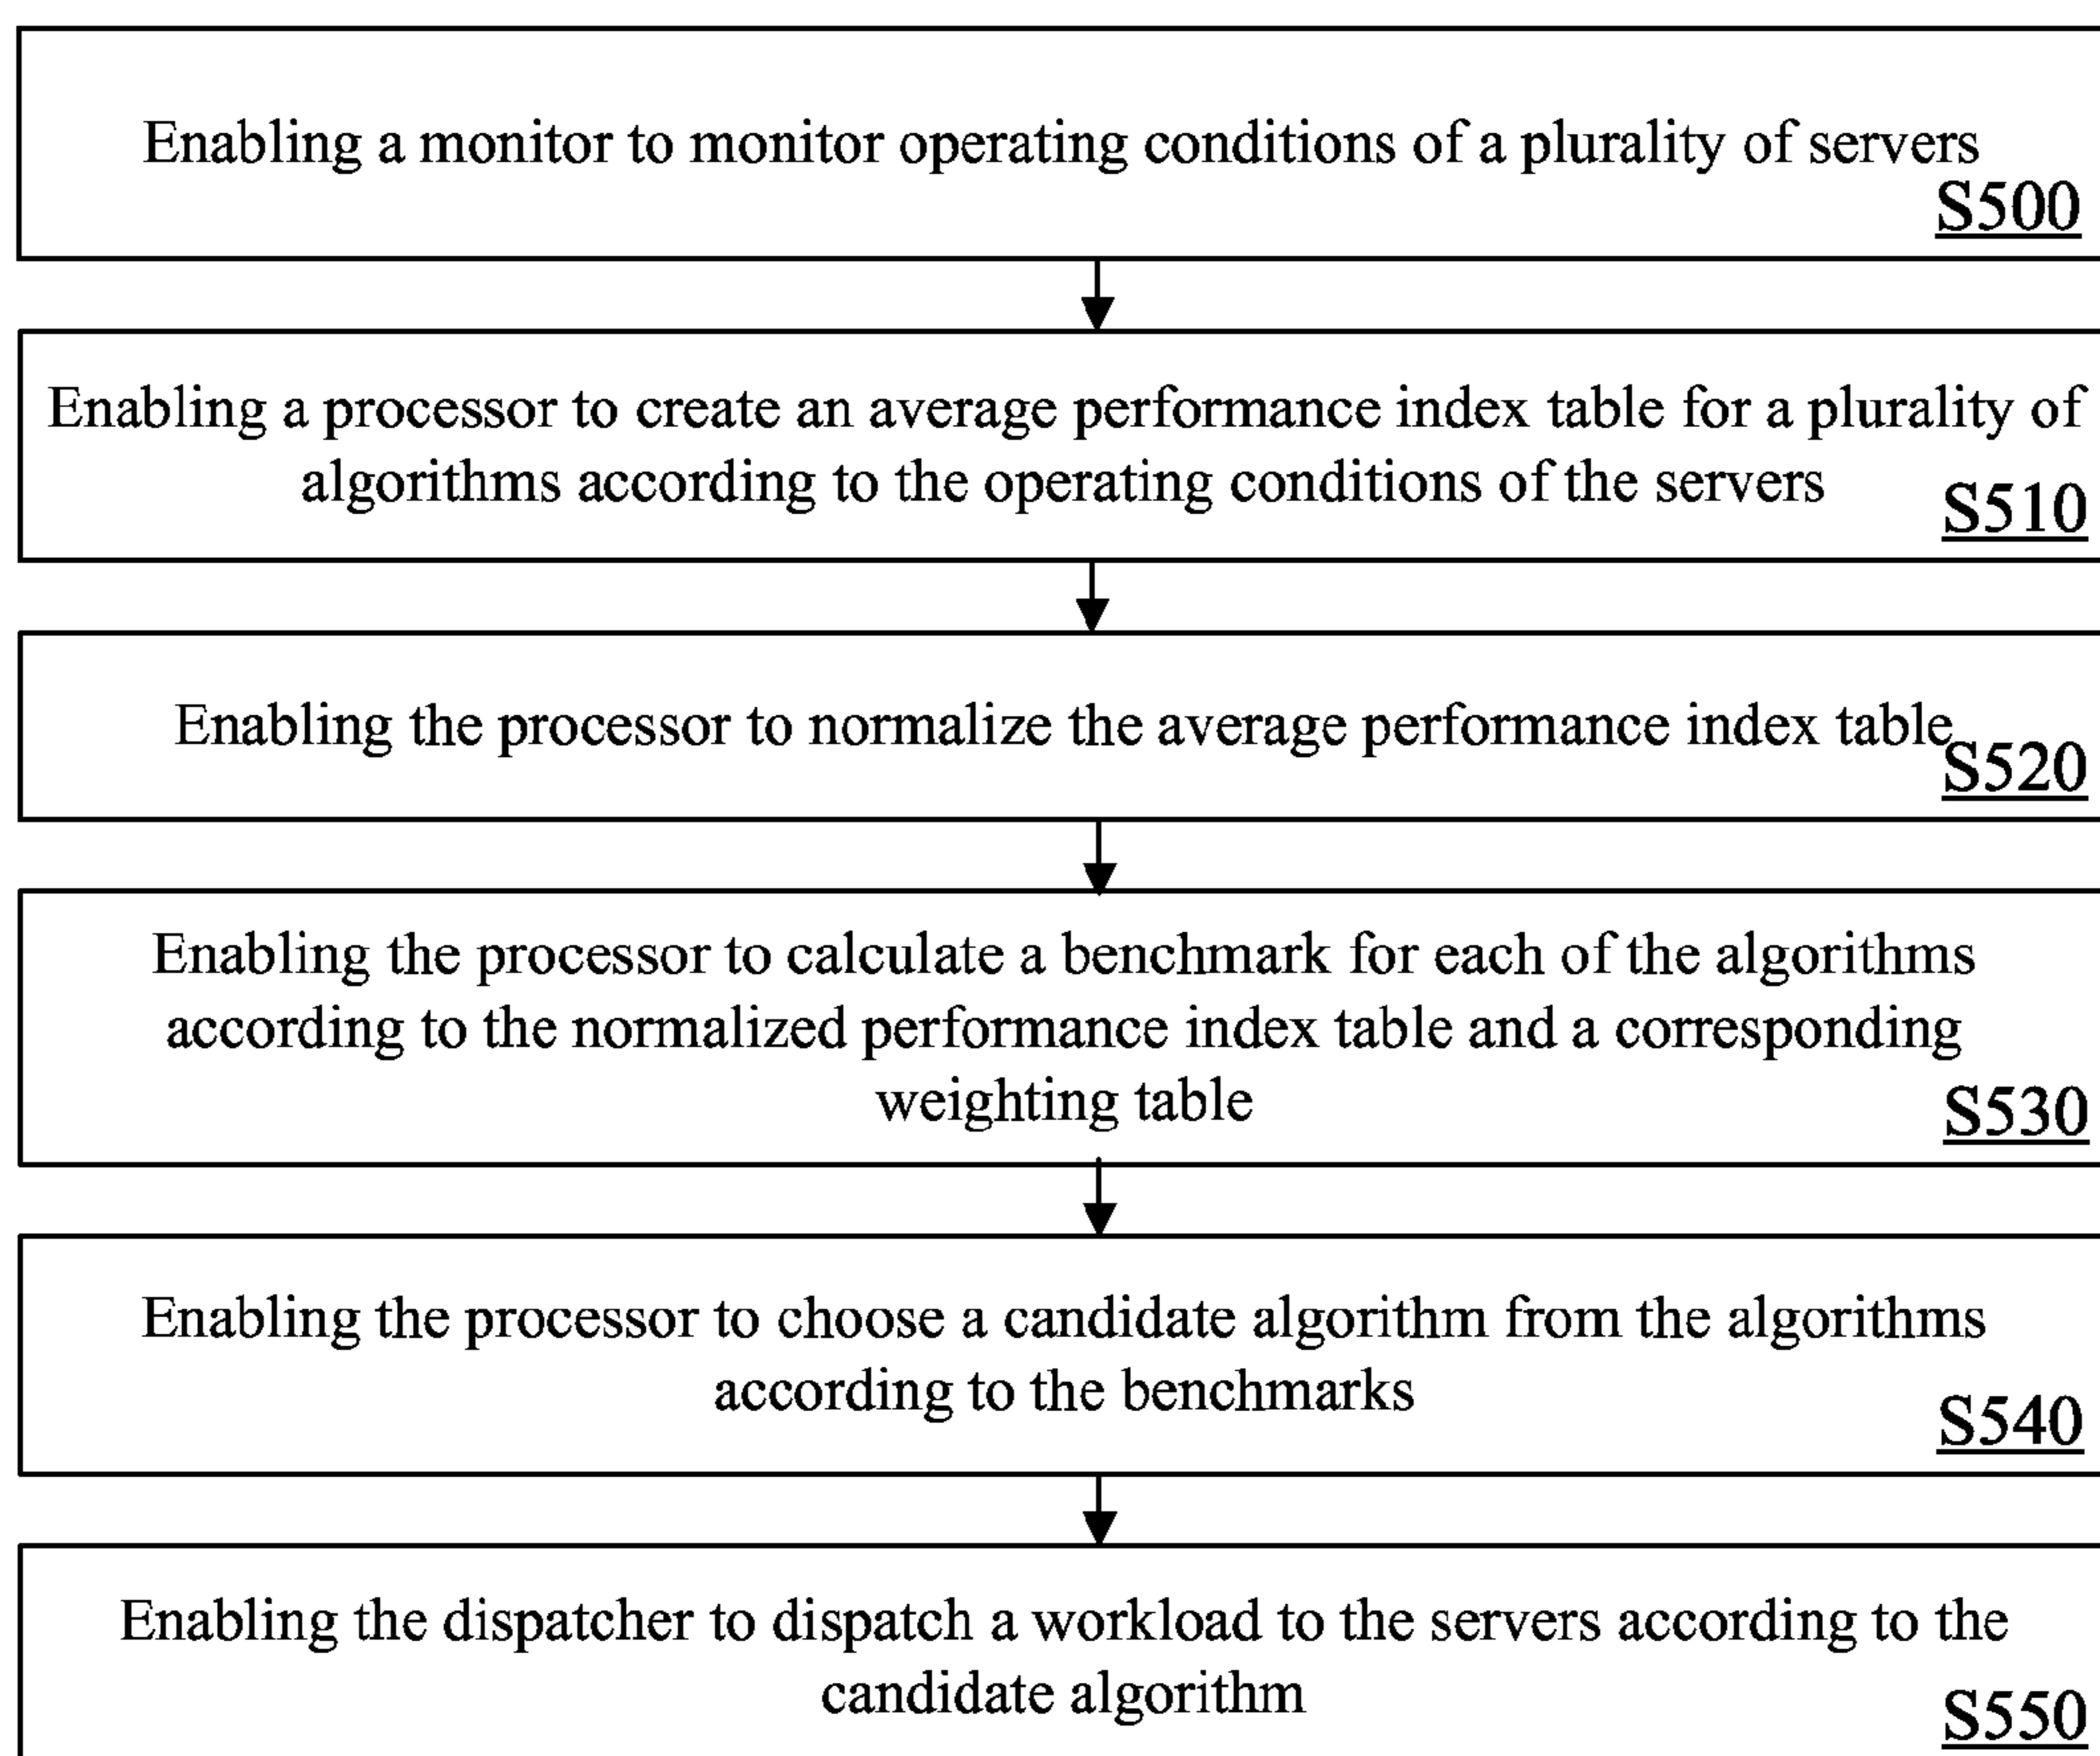 Enabling a monitor to monitor operating conditions of a plurality of servers
S500
Enabling a processor to create an average performance index table for a plurality of
algorithms according to the operating conditions of the servers
S510
Enabling the processor to normalize the average performance index table
S520
Enabling the processor to calculate a benchmark for each of the algorithms
according to the normalized performance index table and a corresponding
weighting table
S530
Enabling the processor to choose a candidate algorithm from the algorithms
according to the benchmarks
S540
Enabling the dispatcher to dispatch a workload to the servers according to the
candidate algorithm
S550